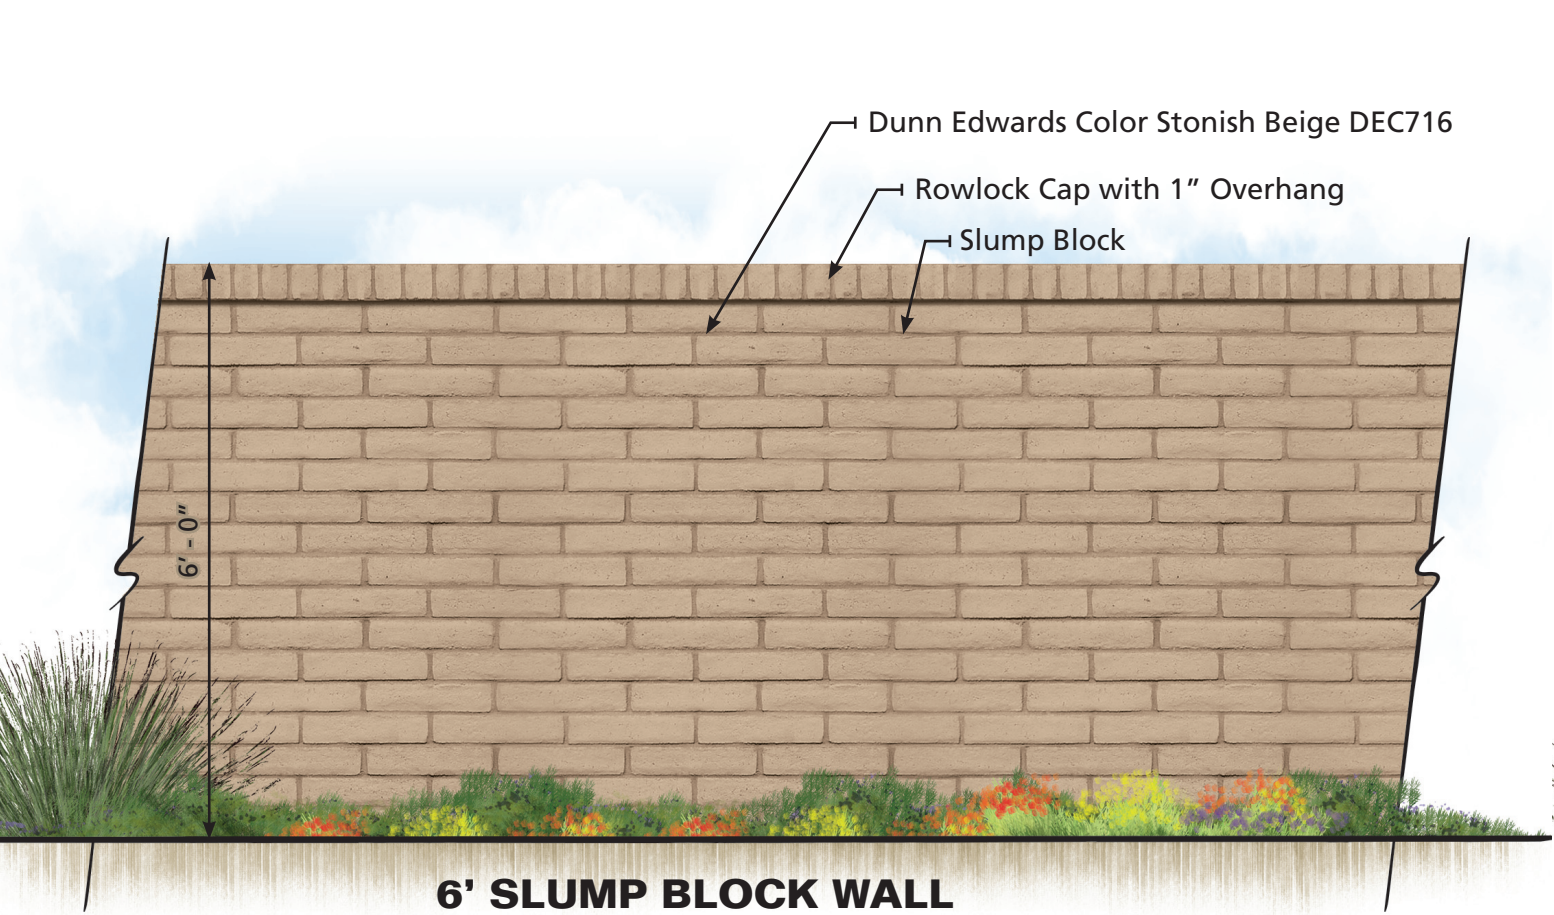 Dunn Edwards Color Stonish Beige DEC716
Rowlock Cap with 1” Overhang
Slump Block
6' - 0"
6’ SLUMP BLOCK WALL